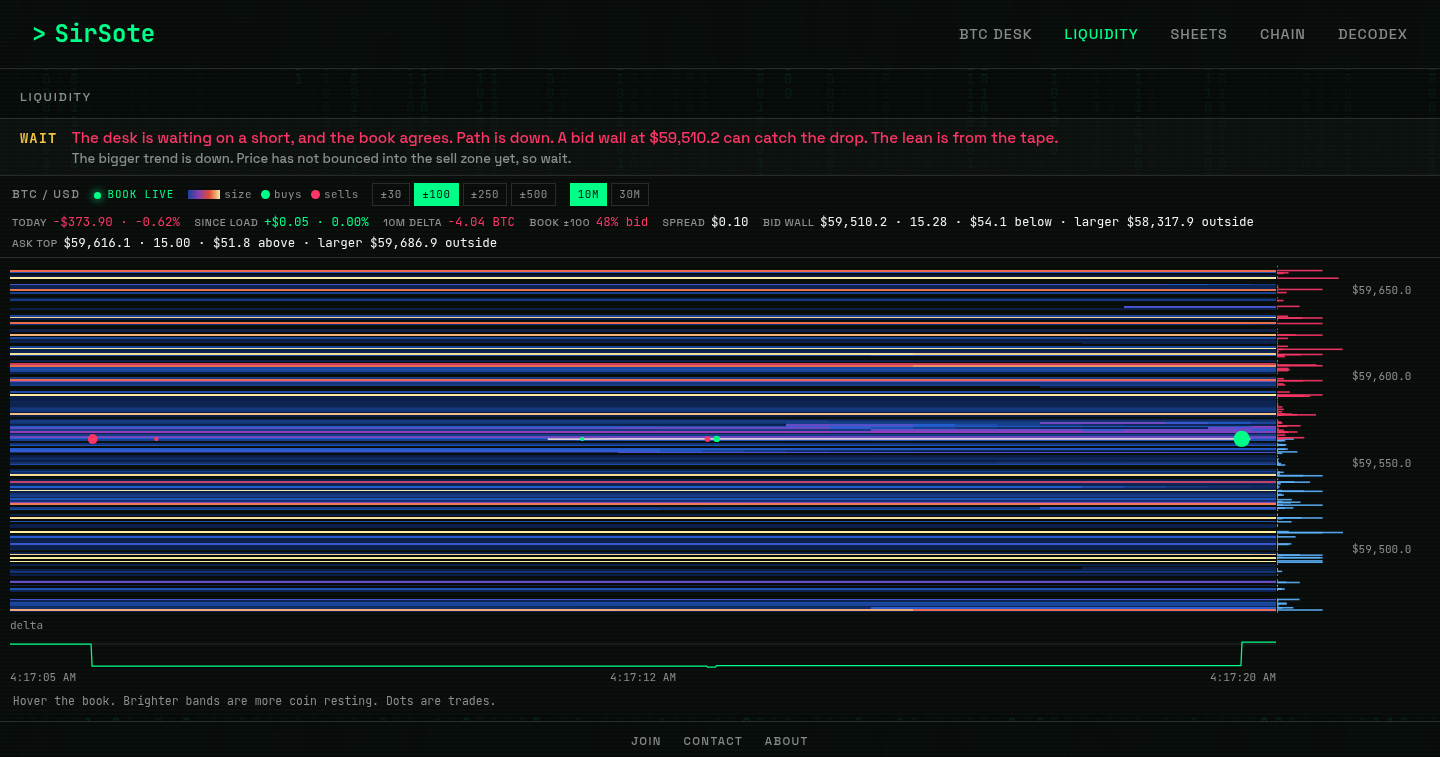 > SirSote
BTC DESK LIQUIDITY SHEETS CHAIN DECODEX
LIQUIDITY
WAIT The desk is waiting on a short, and the book agrees. Path is down. A bid wall at $59,510.2 can catch the drop. The lean is from the tape.
The bigger trend is down. Price has not bounced into the sell zone yet, so wait.
BTC / USD BOOK LIVE size buys sells ±30 ±100 ±250 ±500 10M 30M
TODAY -$373.90 · -0.62% SINCE LOAD +$0.05 · 0.00% 10M DELTA -4.04 BTC BOOK ±100 48% bid SPREAD $0.10 BID WALL $59,510.2 · 15.28 · $54.1 below · larger $58,317.9 outside
ASK TOP $59,616.1 · 15.00 · $51.8 above · larger $59,686.9 outside
$59,650.0
$59,600.0
$59,550.0
$59,500.0
delta
4:17:05 AM 4:17:12 AM 4:17:20 AM
Hover the book. Brighter bands are more coin resting. Dots are trades.
JOIN CONTACT ABOUT